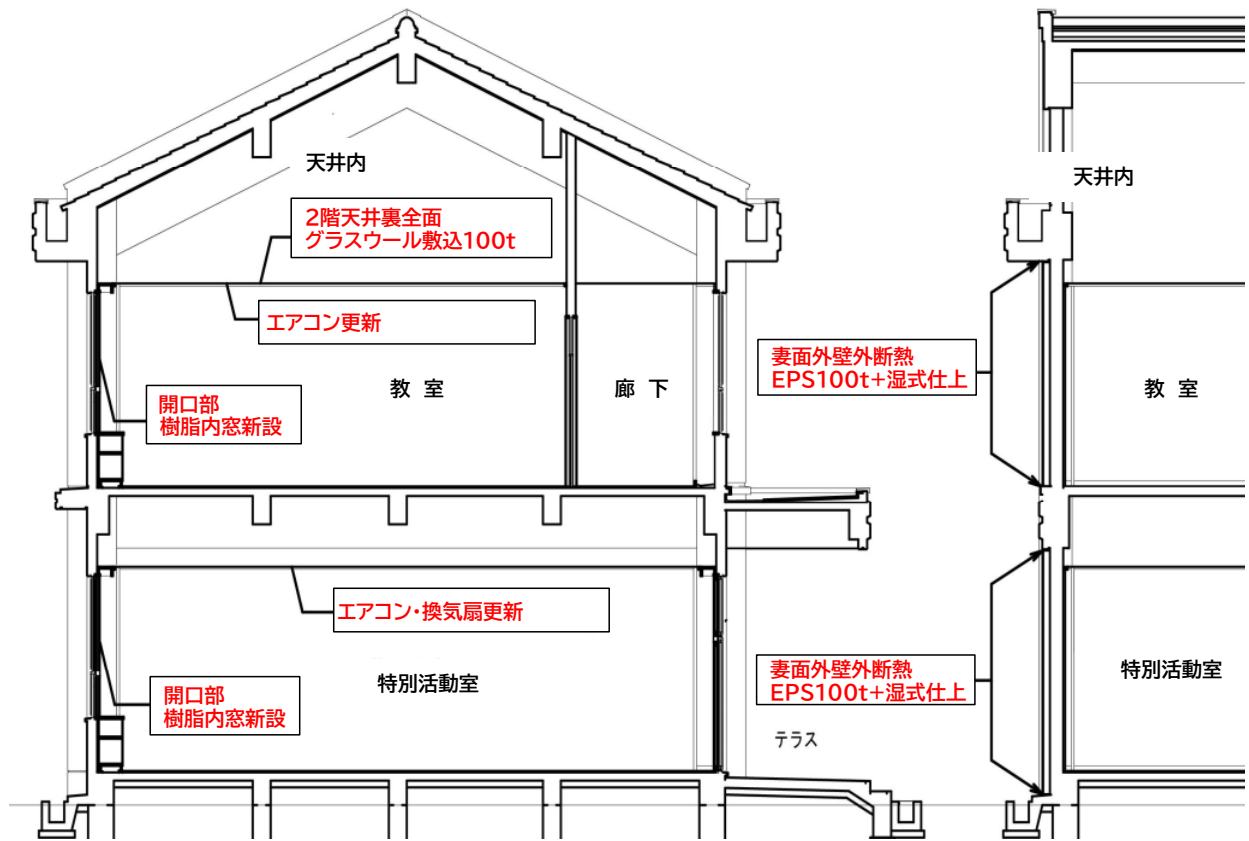 天井内
2階天井裏全面
グラスウール敷込100t
エアコン更新
教 室
廊 下
開口部
樹脂内窓新設
エアコン・換気扇更新
特別活動室
開口部
樹脂内窓新設
テラス
天井内
妻面外壁外断熱
EPS100t+湿式仕上
教 室
妻面外壁外断熱
EPS100t+湿式仕上
特別活動室